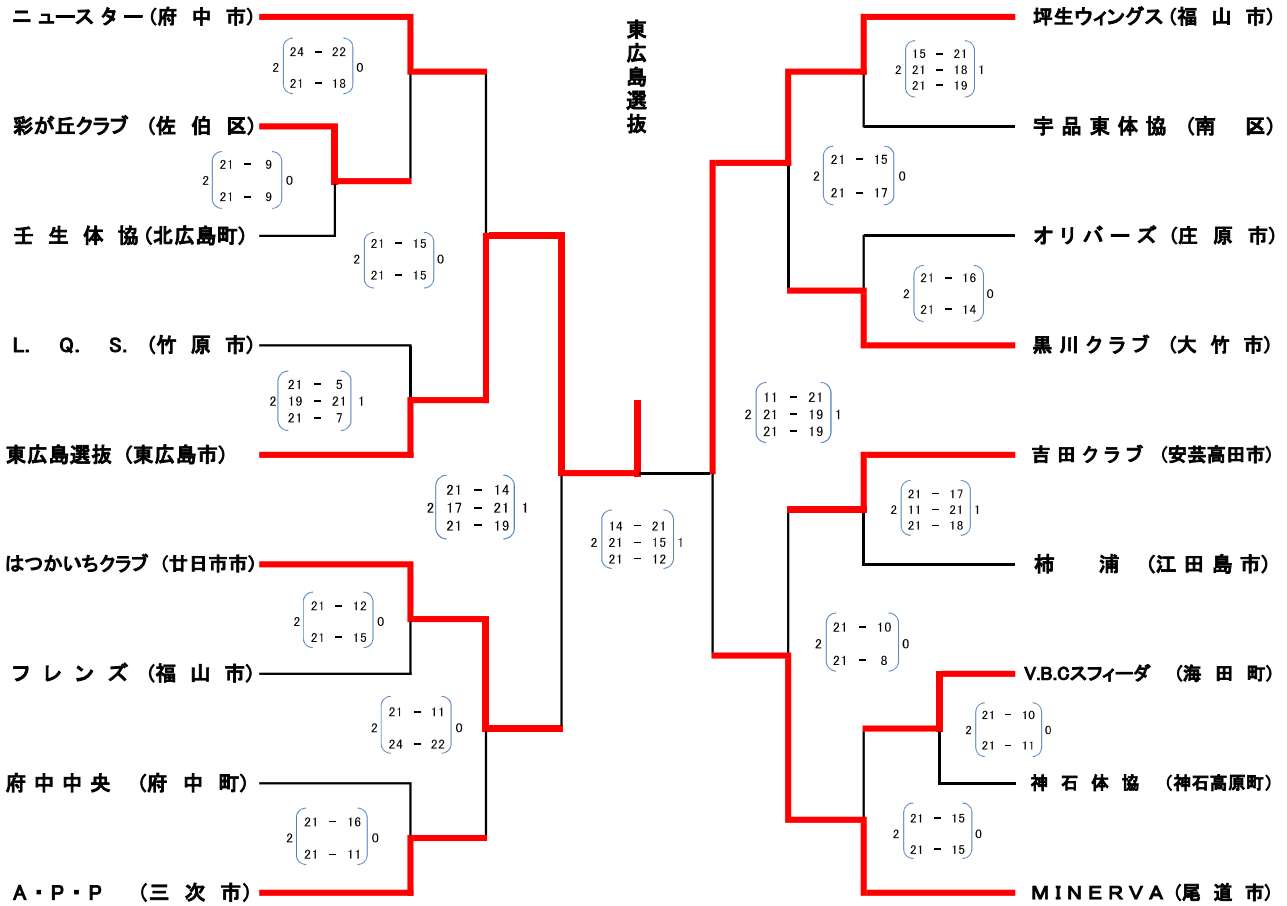 東広島選抜
ニュースター (府中市)
24 - 22
2 0
21 - 18
彩が丘クラブ (佐伯区)
21 - 9
2 0
21 - 9
壬生体協 (北広島町)
21 - 15
2 0
21 - 15
L. Q. S. (竹原市)
21 - 5
2 19 - 21 1
21 - 7
東広島選抜 (東広島市)
21 - 14
2 17 - 21 1
21 - 19
はつかいちクラブ (廿日市市)
21 - 12
2 0
21 - 15
フレンズ (福山市)
21 - 11
2 0
24 - 22
府中中央 (府中町)
21 - 16
2 0
21 - 11
A・P・P (三次市)
14 - 21
2 21 - 15 1
21 - 12
坪生ウィングス (福山市)
15 - 21
2 21 - 18 1
21 - 19
宇品東体協 (南区)
21 - 15
2 0
21 - 17
オリバーズ (庄原市)
21 - 16
2 0
21 - 14
黒川クラブ (大竹市)
11 - 21
2 21 - 19 1
21 - 19
吉田クラブ (安芸高田市)
21 - 17
2 11 - 21 1
21 - 18
柿浦 (江田島市)
21 - 10
2 0
21 - 8
V.B.Cスフィーダ (海田町)
21 - 10
2 0
21 - 11
神石体協 (神石高原町)
21 - 15
2 0
21 - 15
MINERVA (尾道市)